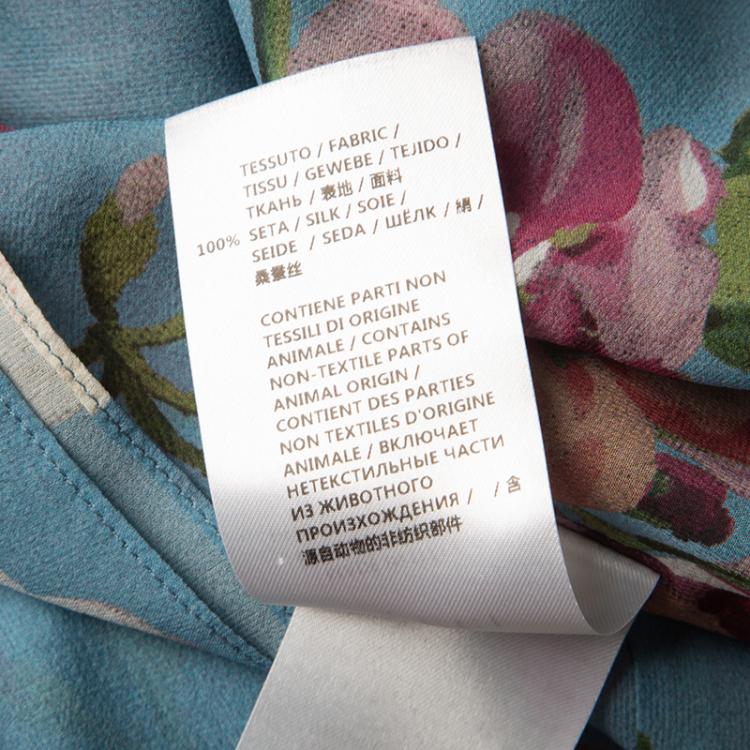 TESSUTO / FABRIC /
TISSU / GEWEBE / TEJIDO /
ТКАНЬ / 表地 / 面料
100% SETA / SILK / SOIE /
SEIDE / SEDA / ШЁЛК / 絹 /
桑蚕丝
CONTIENE PARTI NON
TESSILI DI ORIGINE
ANIMALE / CONTAINS
NON-TEXTILE PARTS OF
ANIMAL ORIGIN /
CONTIENT DES PARTIES
NON TEXTILES D'ORIGINE
ANIMALE / ВКЛЮЧАЕТ
НЕТЕКСТИЛЬНЫЕ ЧАСТИ
ИЗ ЖИВОТНОГО
ПРОИЗХОЖДЕНИЯ / / 含
源自动物的非纺织部件